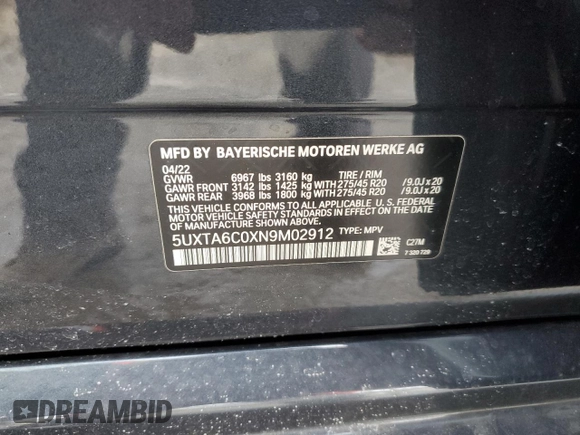 MFD BY BAYERISCHE MOTOREN WERKE AG
04/22
GVWR 6967 lbs 3160 kg TIRE / RIM
GAWR FRONT 3142 lbs 1425 kg WITH 275/45 R20 /9.0J x 20
GAWR REAR 3968 lbs 1800 kg WITH 275/45 R20 /9.0J x 20
THIS VEHICLE CONFORMS TO ALL APPLICABLE U.S. FEDERAL
MOTOR VEHICLE SAFETY STANDARDS IN EFFECT ON THE DATE OF
MANUFACTURE SHOWN ABOVE.
5UXTA6C0XN9M02912 TYPE: MPV
C27M
7 320 729
DREAMBID